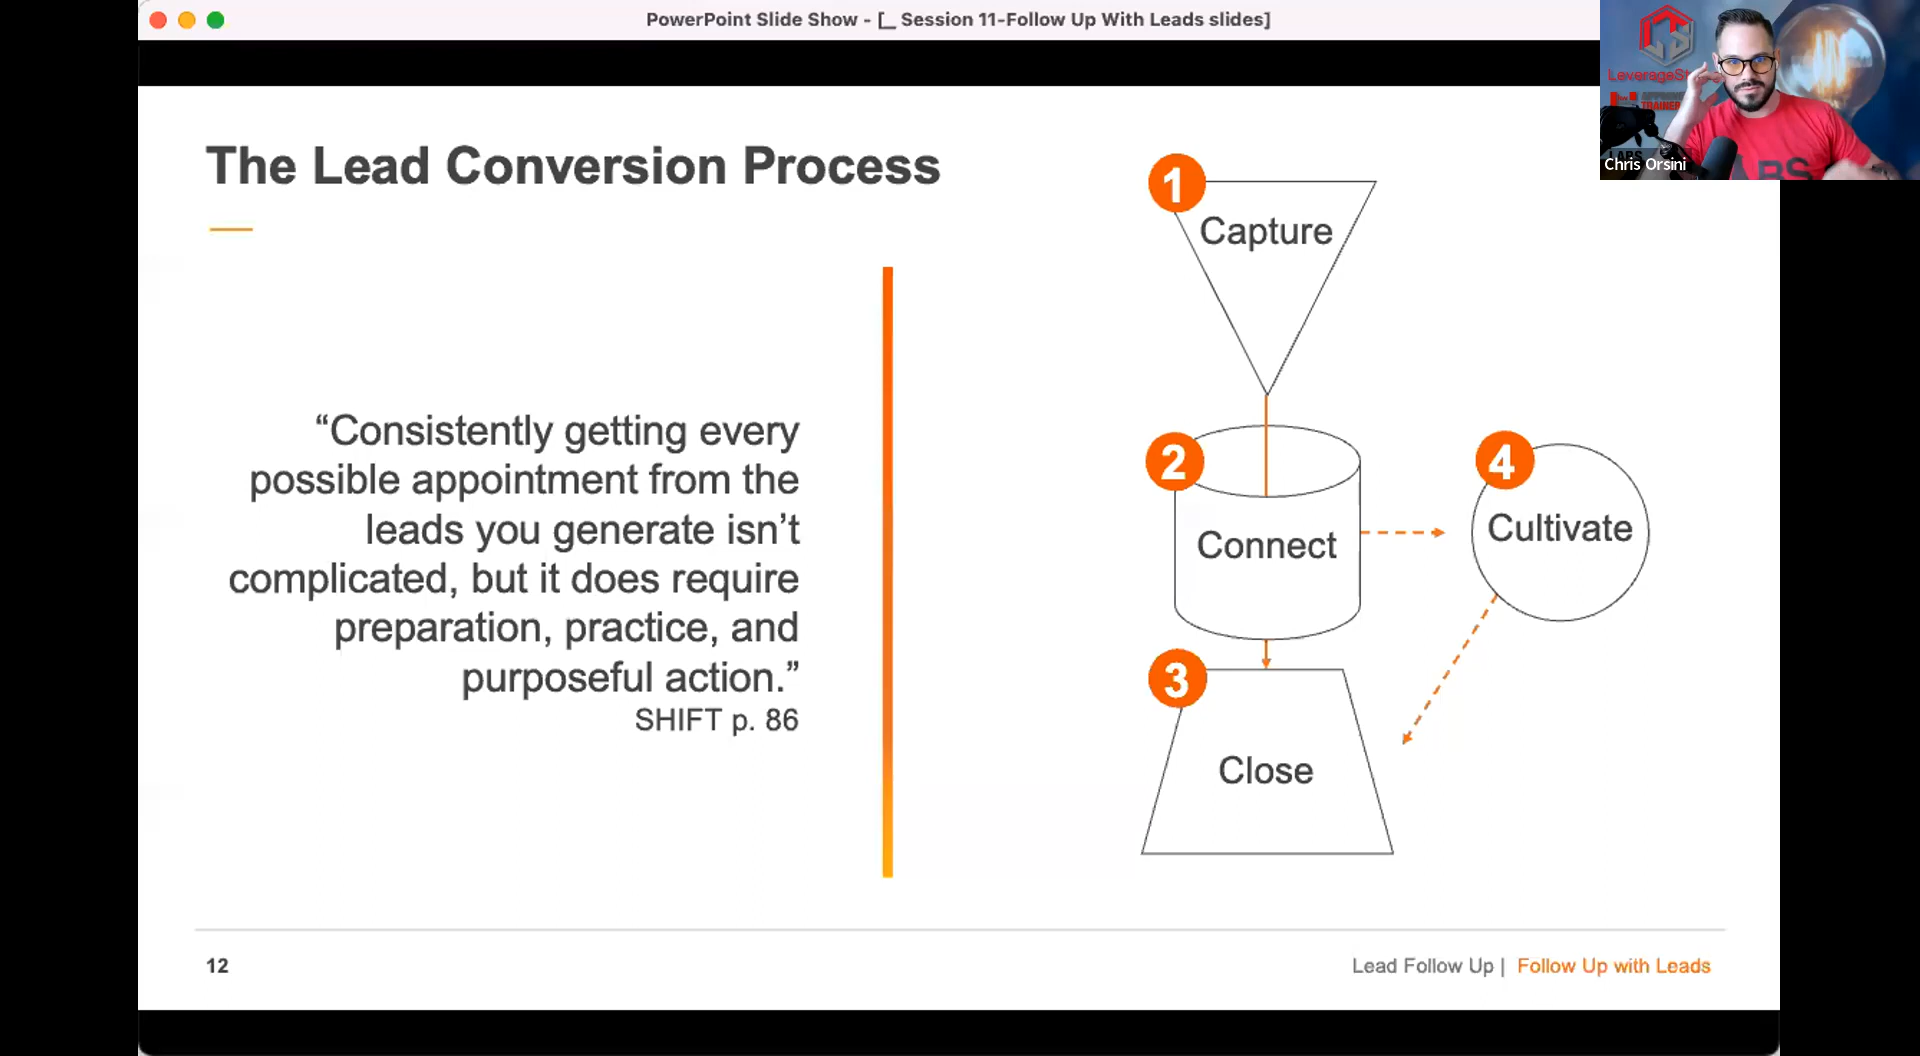 PowerPoint Slide Show - [_ Session 11-Follow Up With Leads slides]
Chris Orsini
The Lead Conversion Process
“Consistently getting every
possible appointment from the
leads you generate isn’t
complicated, but it does require
preparation, practice, and
purposeful action.”
SHIFT p. 86
1
Capture
2
Connect
4
Cultivate
3
Close
12
Lead Follow Up | Follow Up with Leads